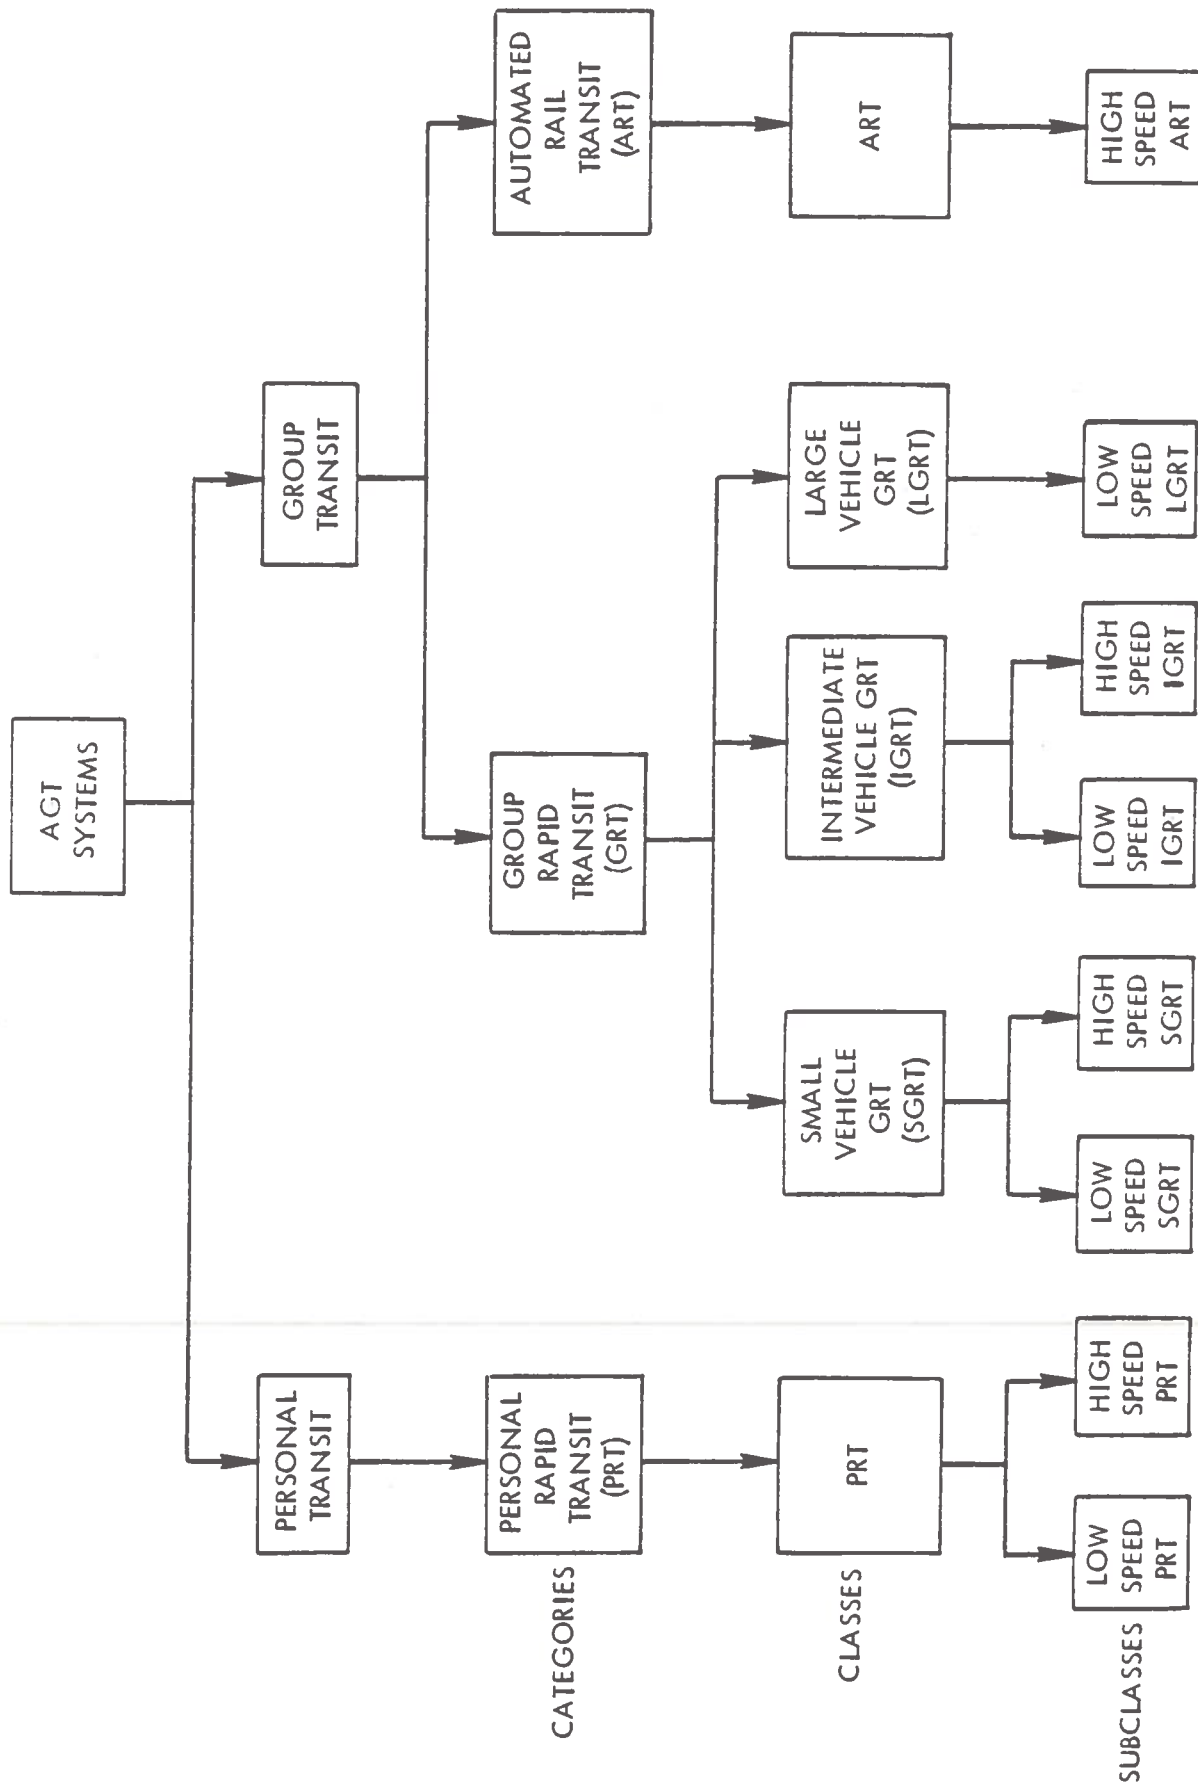 AGT
SYSTEMS
PERSONAL
TRANSIT
GROUP
TRANSIT
CATEGORIES
PERSONAL
RAPID
TRANSIT
(PRT)
GROUP
RAPID
TRANSIT
(GRT)
AUTOMATED
RAIL
TRANSIT
(ART)
CLASSES
PRT
SMALL
VEHICLE
GRT
(SGRT)
INTERMEDIATE
VEHICLE GRT
(IGRT)
LARGE
VEHICLE
GRT
(LGRT)
ART
SUBCLASSES
LOW
SPEED
PRT
HIGH
SPEED
PRT
LOW
SPEED
SGRT
HIGH
SPEED
SGRT
LOW
SPEED
IGRT
HIGH
SPEED
IGRT
LOW
SPEED
LGRT
HIGH
SPEED
ART